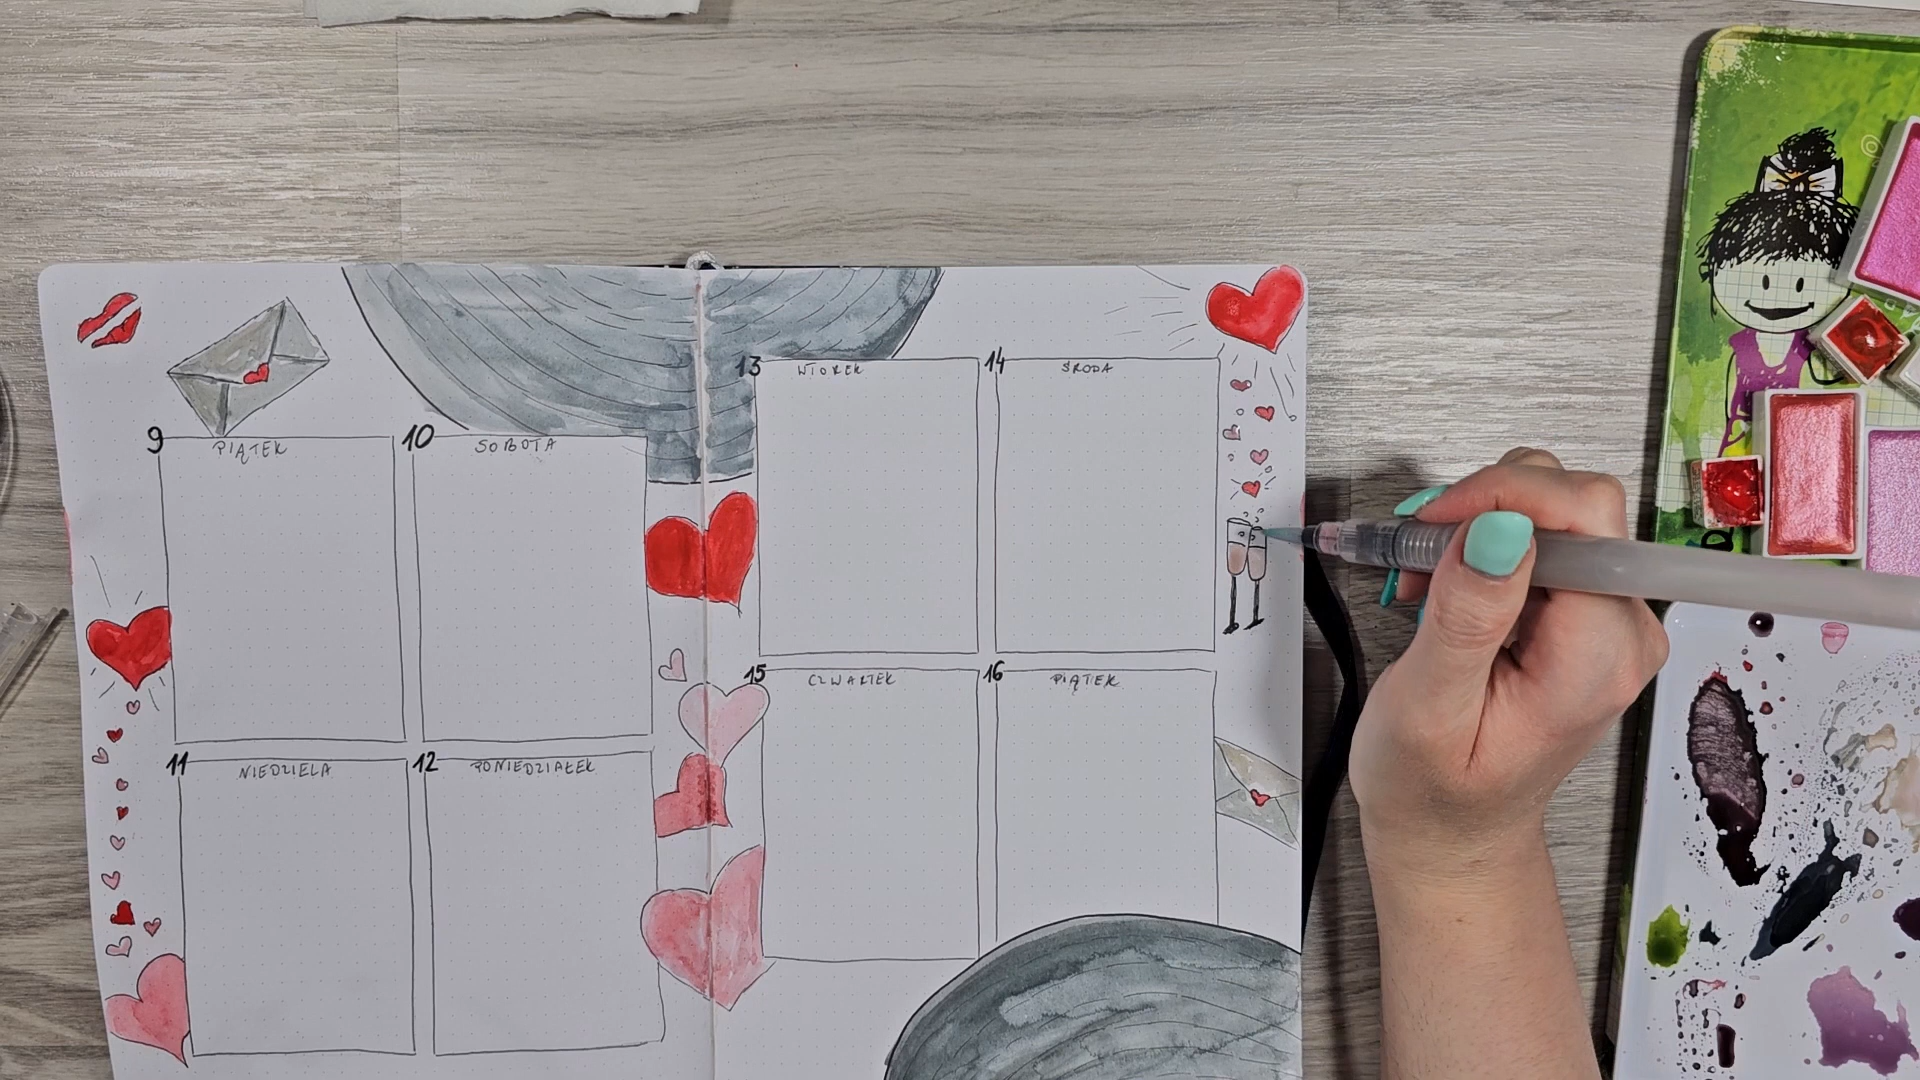 9 PIĄTEK
10 SOBOTA
11 NIEDZIELA
12 PONIEDZIAŁEK
13 WTOREK
14 ŚRODA
15 CZWARTEK
16 PIĄTEK